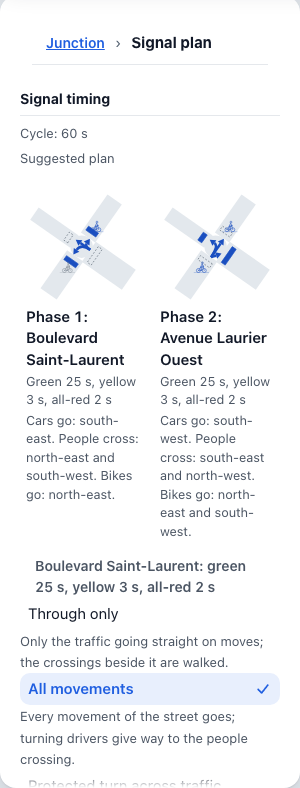 Junction › Signal plan
Signal timing
Cycle: 60 s
Suggested plan
Phase 1:
Boulevard
Saint-Laurent
Green 25 s, yellow
3 s, all-red 2 s
Cars go: south-
east. People cross:
north-east and
south-west. Bikes
go: north-east.
Phase 2:
Avenue Laurier
Ouest
Green 25 s, yellow
3 s, all-red 2 s
Cars go: south-
west. People
cross: south-east
and north-west.
Bikes go: north-
east and south-
west.
Boulevard Saint-Laurent: green
25 s, yellow 3 s, all-red 2 s
Through only
Only the traffic going straight on moves;
the crossings beside it are walked.
All movements
Every movement of the street goes;
turning drivers give way to the people
crossing.
Protected turn across traffic